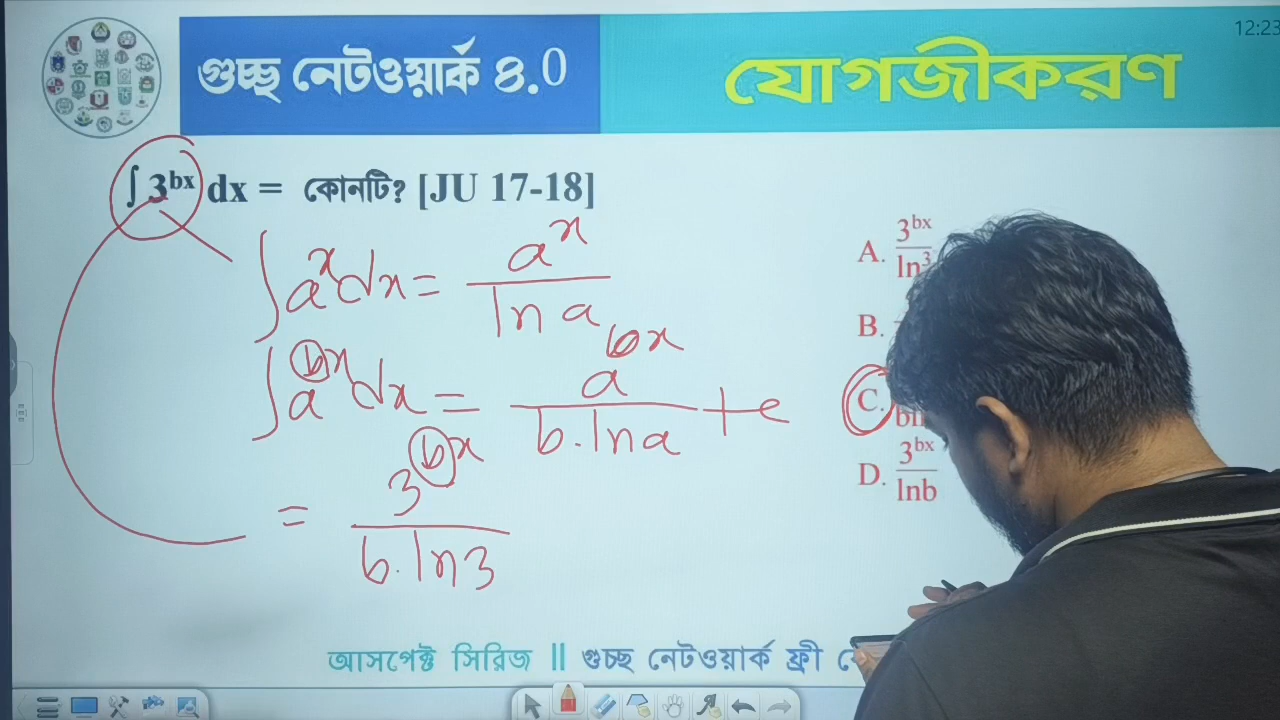 গুচ্ছ নেটওয়ার্ক ৪.0
যোগজীকরণ
12:23
∫ 3^bx dx = কোনটি? [JU 17-18]
∫ a^x dx = a^x / ln a
∫ a^bx dx = a^bx / b.ln a + c
= 3^bx / b.ln3
A. 3^bx / ln3
B.
C.
D. 3^bx / lnb
আসপেক্ট সিরিজ || গুচ্ছ নেটওয়ার্ক ফ্রী